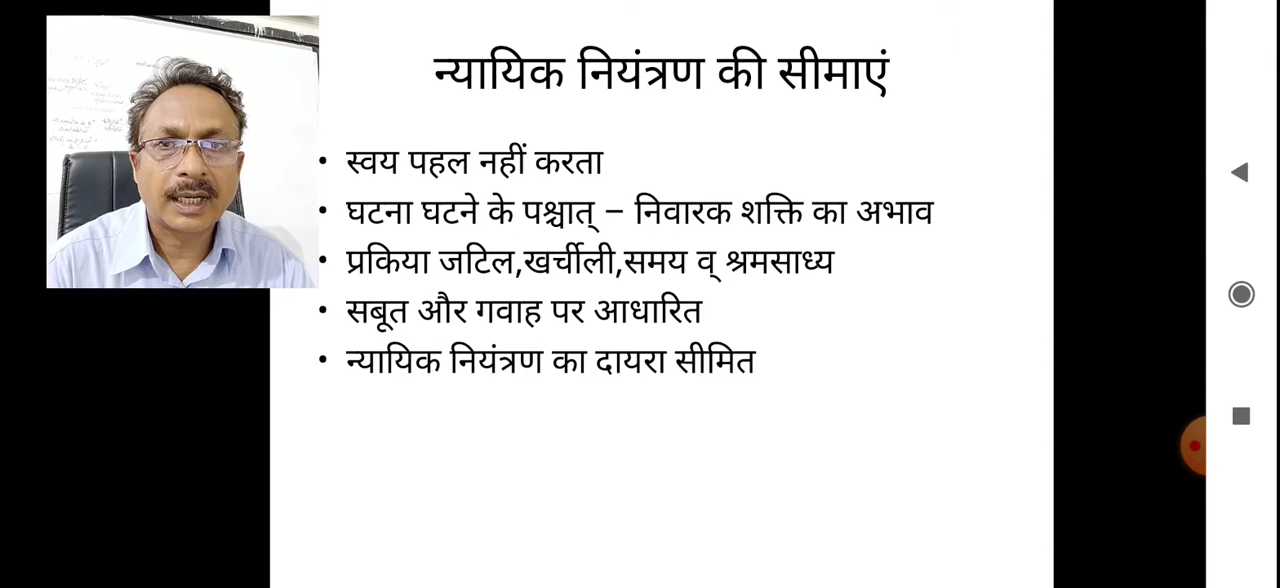 न्यायिक नियंत्रण की सीमाएं
• स्वय पहल नहीं करता
• घटना घटने के पश्चात् – निवारक शक्ति का अभाव
• प्रकिया जटिल,खर्चीली,समय व् श्रमसाध्य
• सबूत और गवाह पर आधारित
• न्यायिक नियंत्रण का दायरा सीमित